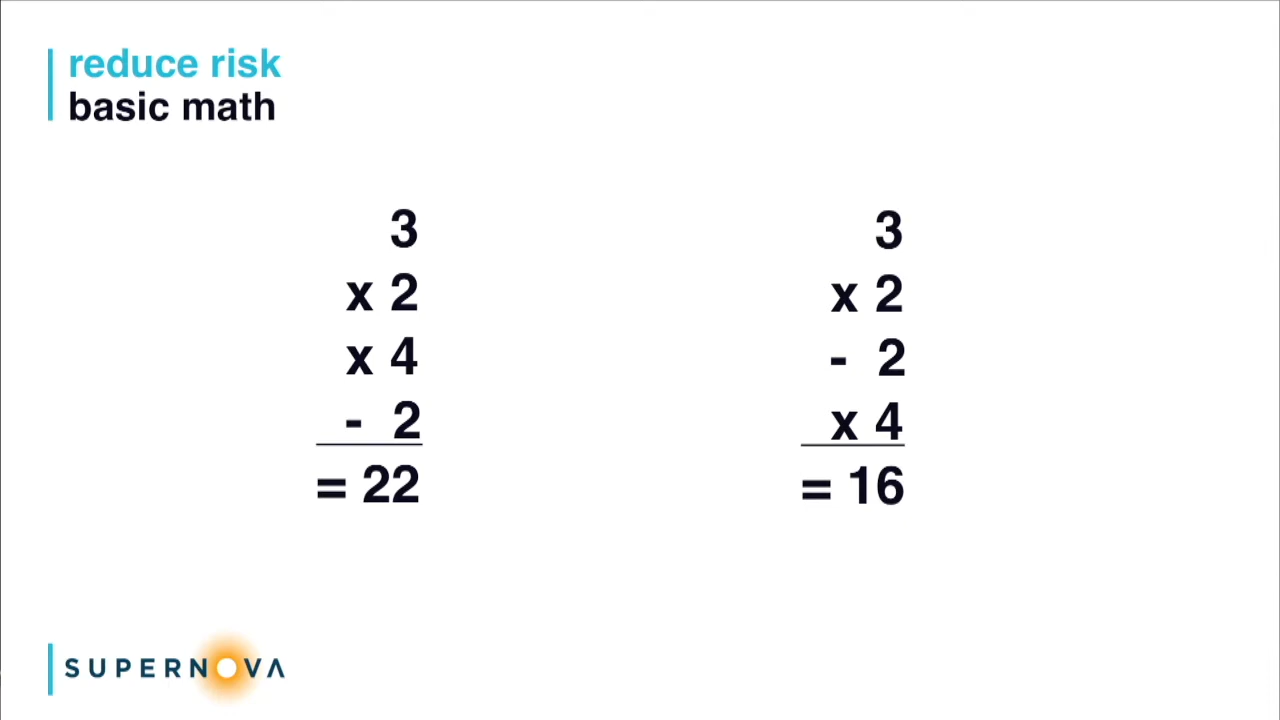 reduce risk
basic math
3
x 2
x 4
- 2
= 22
3
x 2
- 2
x 4
= 16
SUPERNOVA